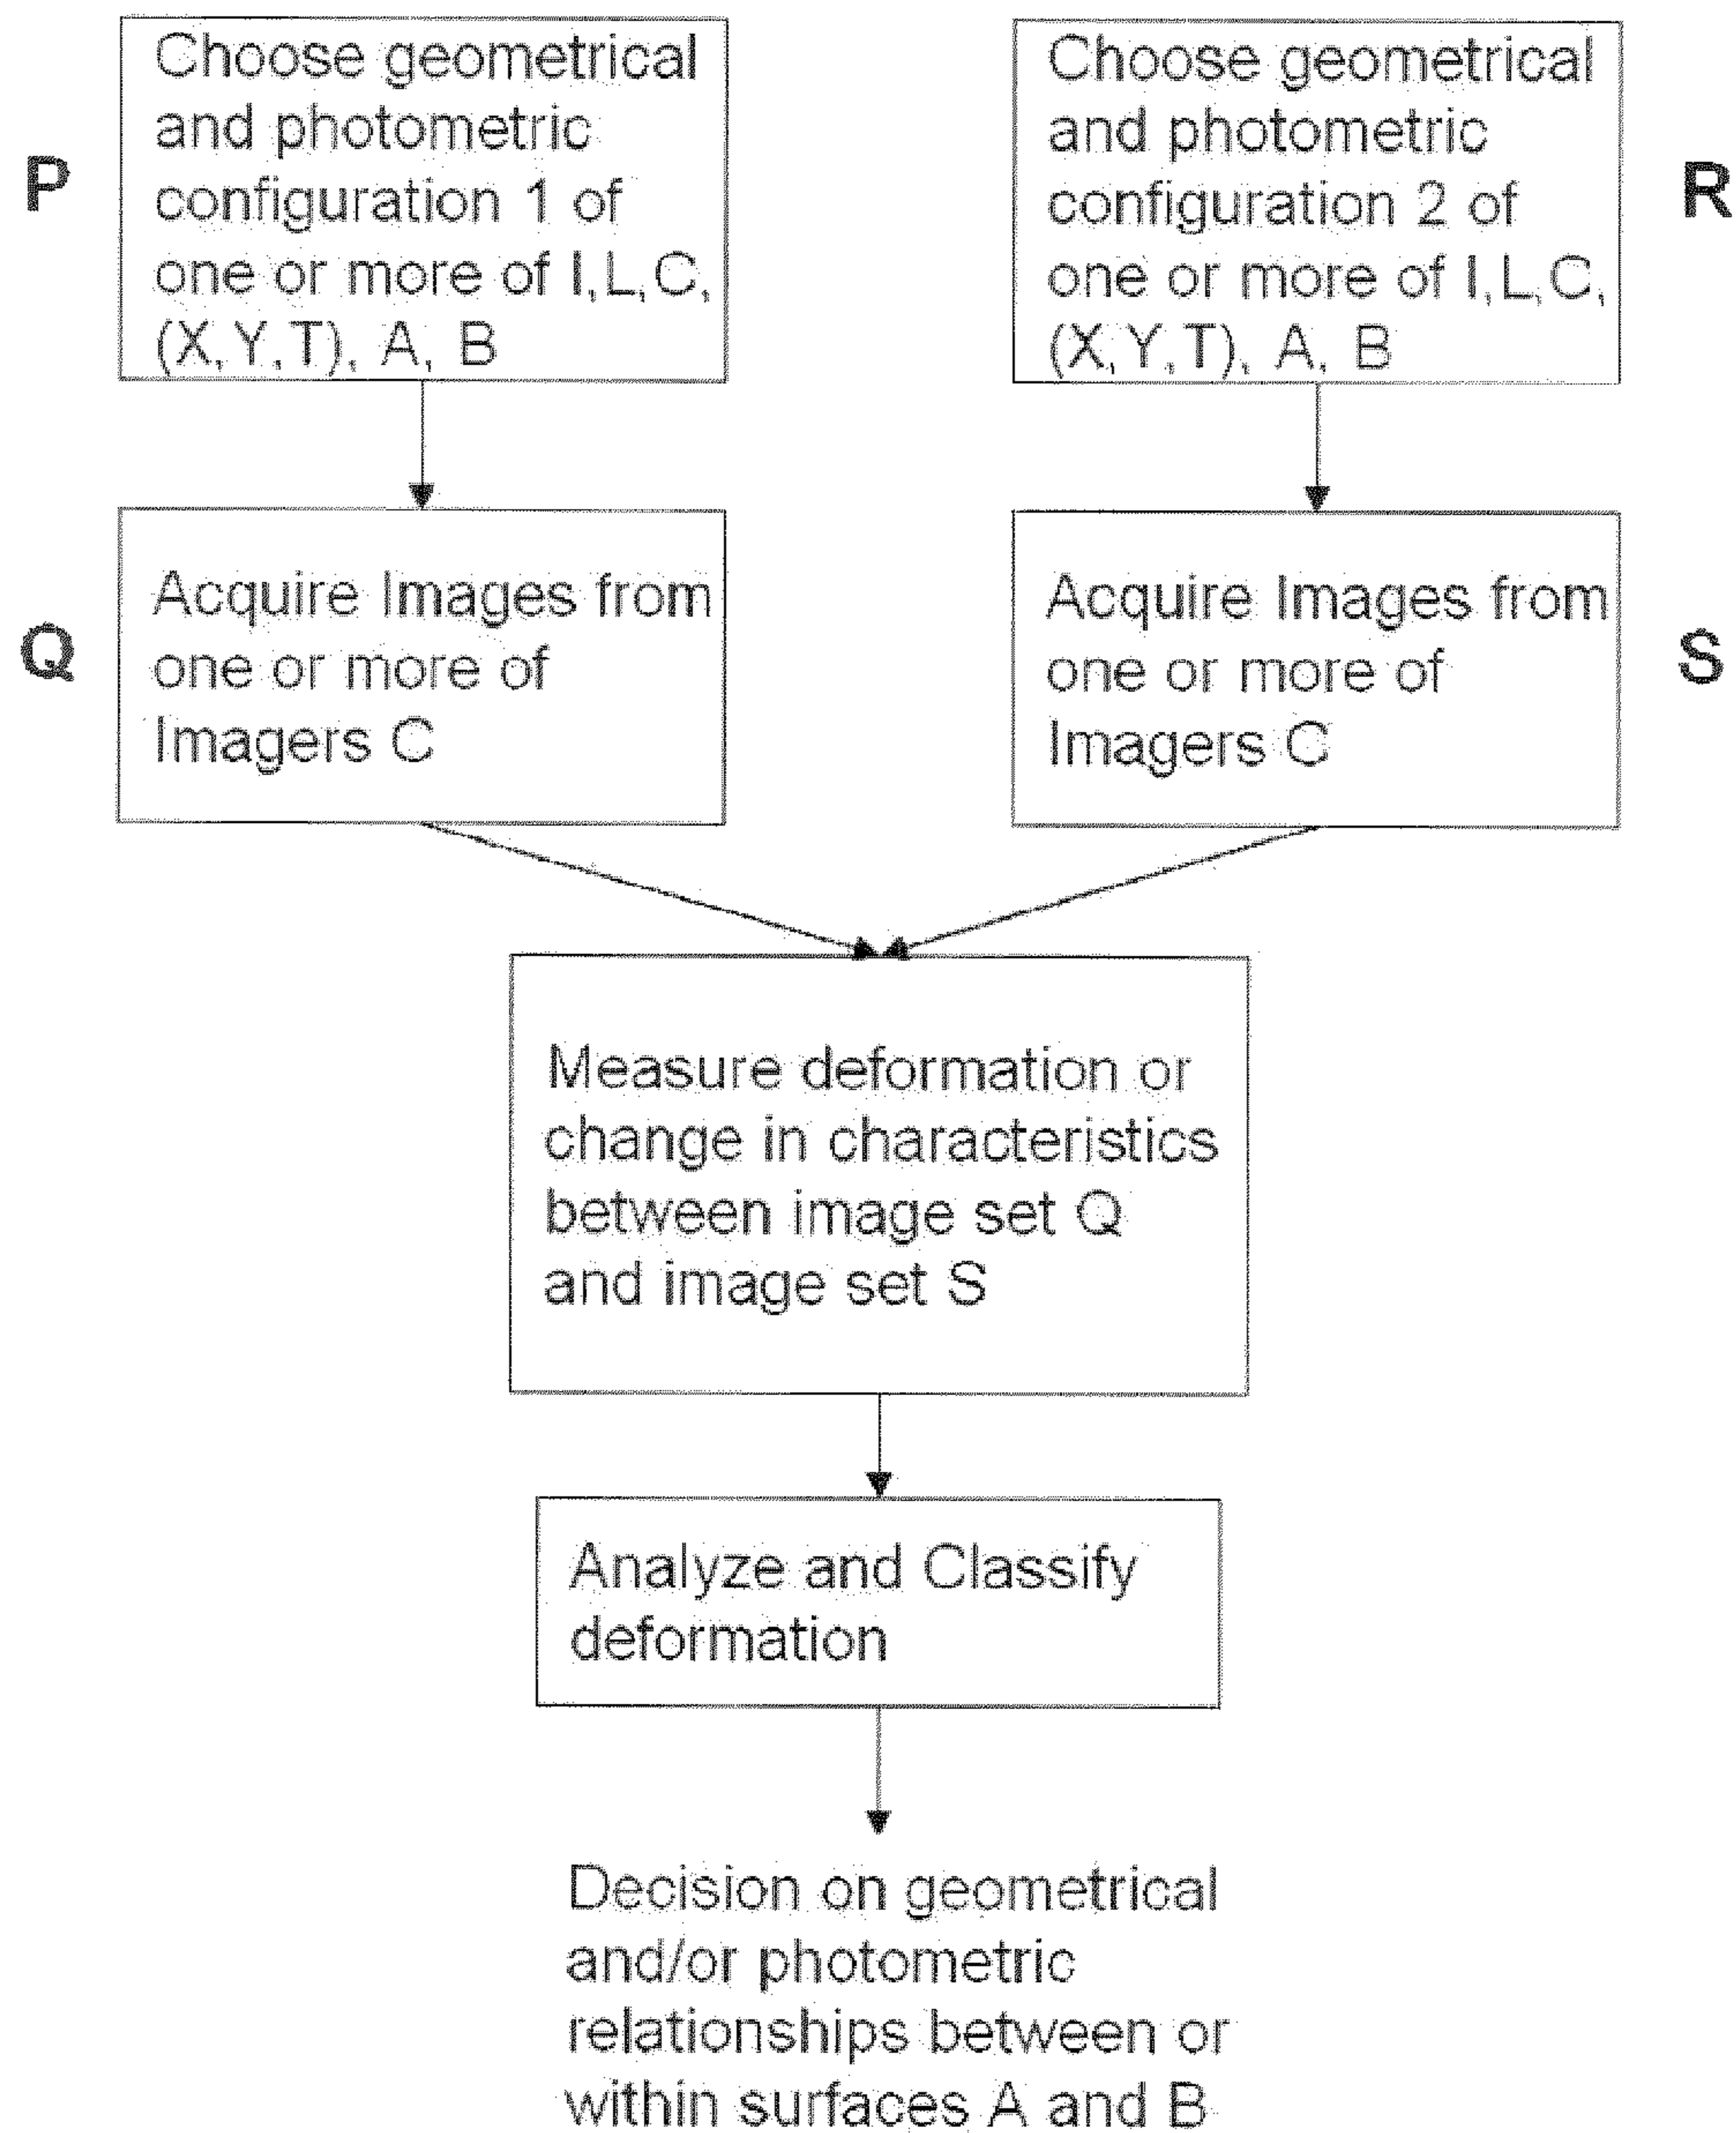 P
Choose geometrical
and photometric
configuration 1 of
one or more of I,L,C,
(X,Y,T), A, B
Choose geometrical
and photometric
configuration 2 of
one or more of I,L,C,
(X,Y,T), A, B
R
Q
Acquire Images from
one or more of
Imagers C
Acquire Images from
one or more of
Imagers C
S
Measure deformation or
change in characteristics
between image set Q
and image set S
Analyze and Classify
deformation
Decision on geometrical
and/or photometric
relationships between or
within surfaces A and B